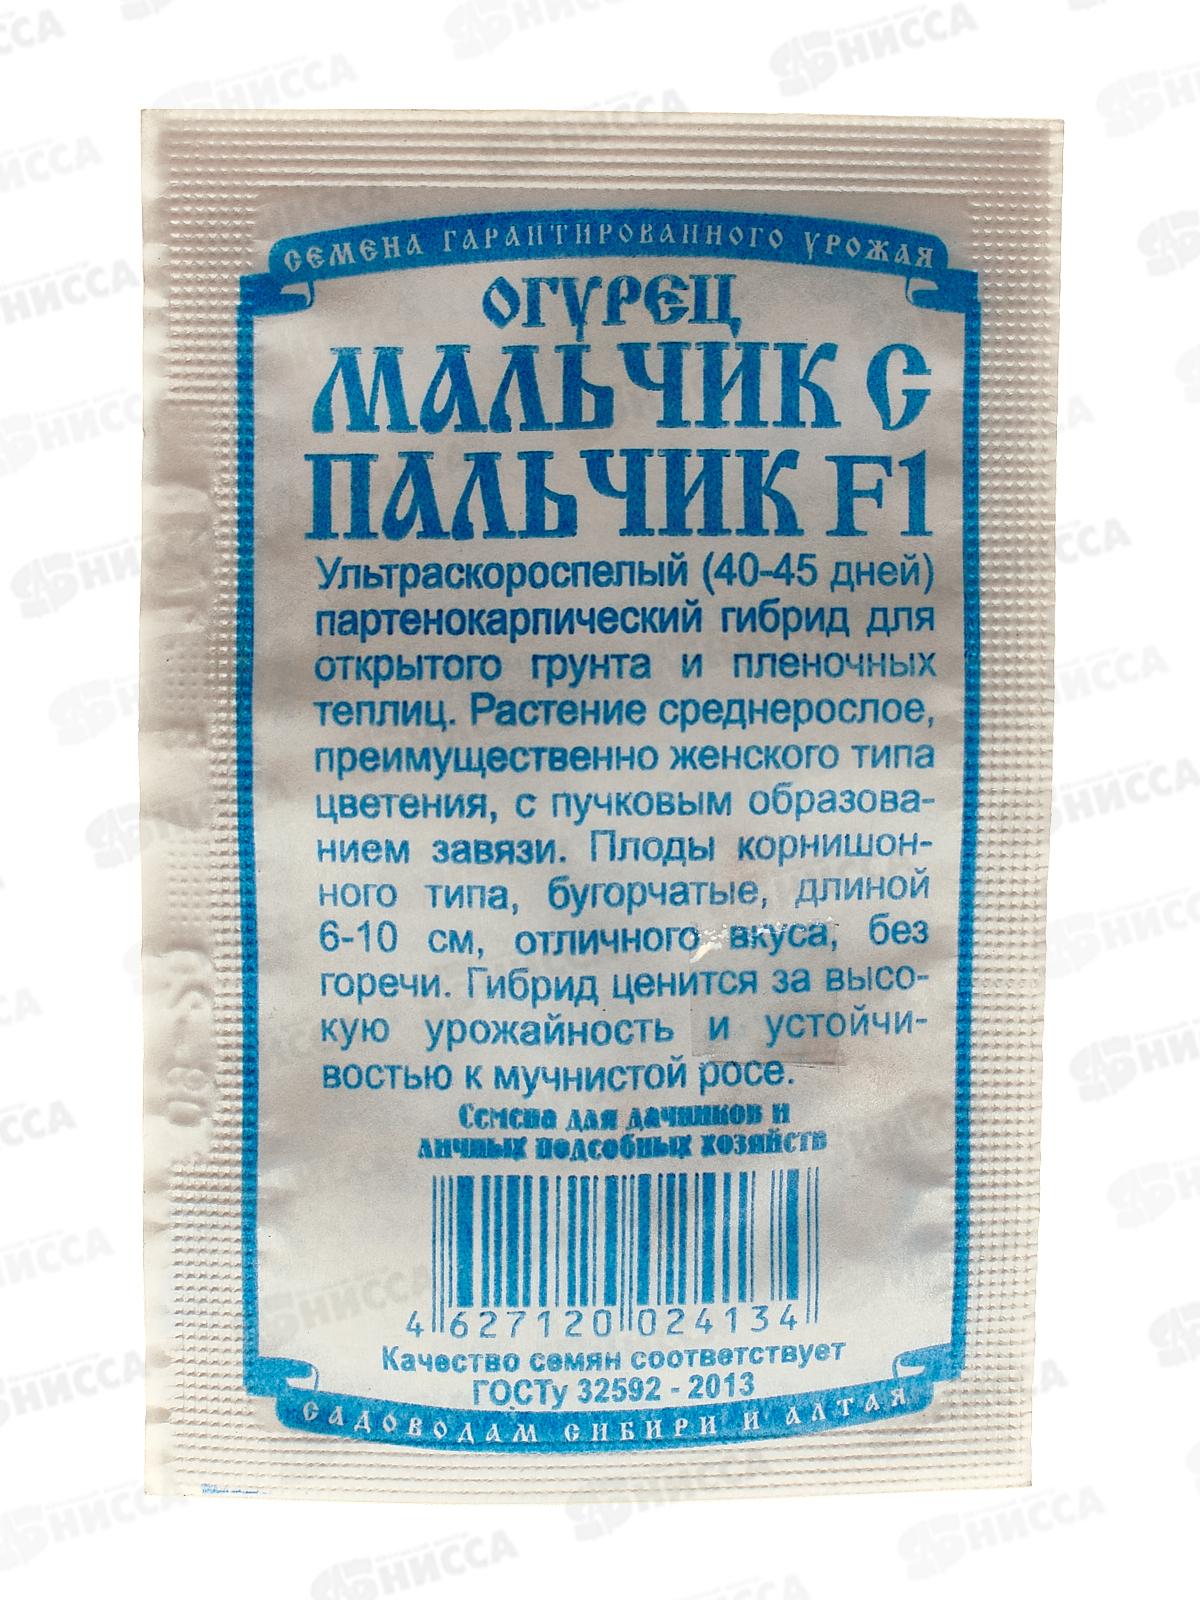 СЕМЕНА ГАРАНТИРОВАННОГО УРОЖАЯ
ОГУРЕЦ
МАЛЬЧИК С
ПАЛЬЧИК F1
Ультраскороспелый (40-45 дней)
партенокарпический гибрид для
открытого грунта и пленочных
теплиц. Растение среднерослое,
преимущественно женского типа
цветения, с пучковым образова-
нием завязи. Плоды корнишон-
ного типа, бугорчатые, длиной
6-10 см, отличного вкуса, без
горечи. Гибрид ценится за высо-
кую урожайность и устойчи-
востью к мучнистой росе.
Семена для дачников и
личных подсобных хозяйств
4 627120 024134
Качество семян соответствует
ГОСТу 32592 - 2013
САДОВОДАМ СИБИРИ И АЛТАЯ
АБНИССА